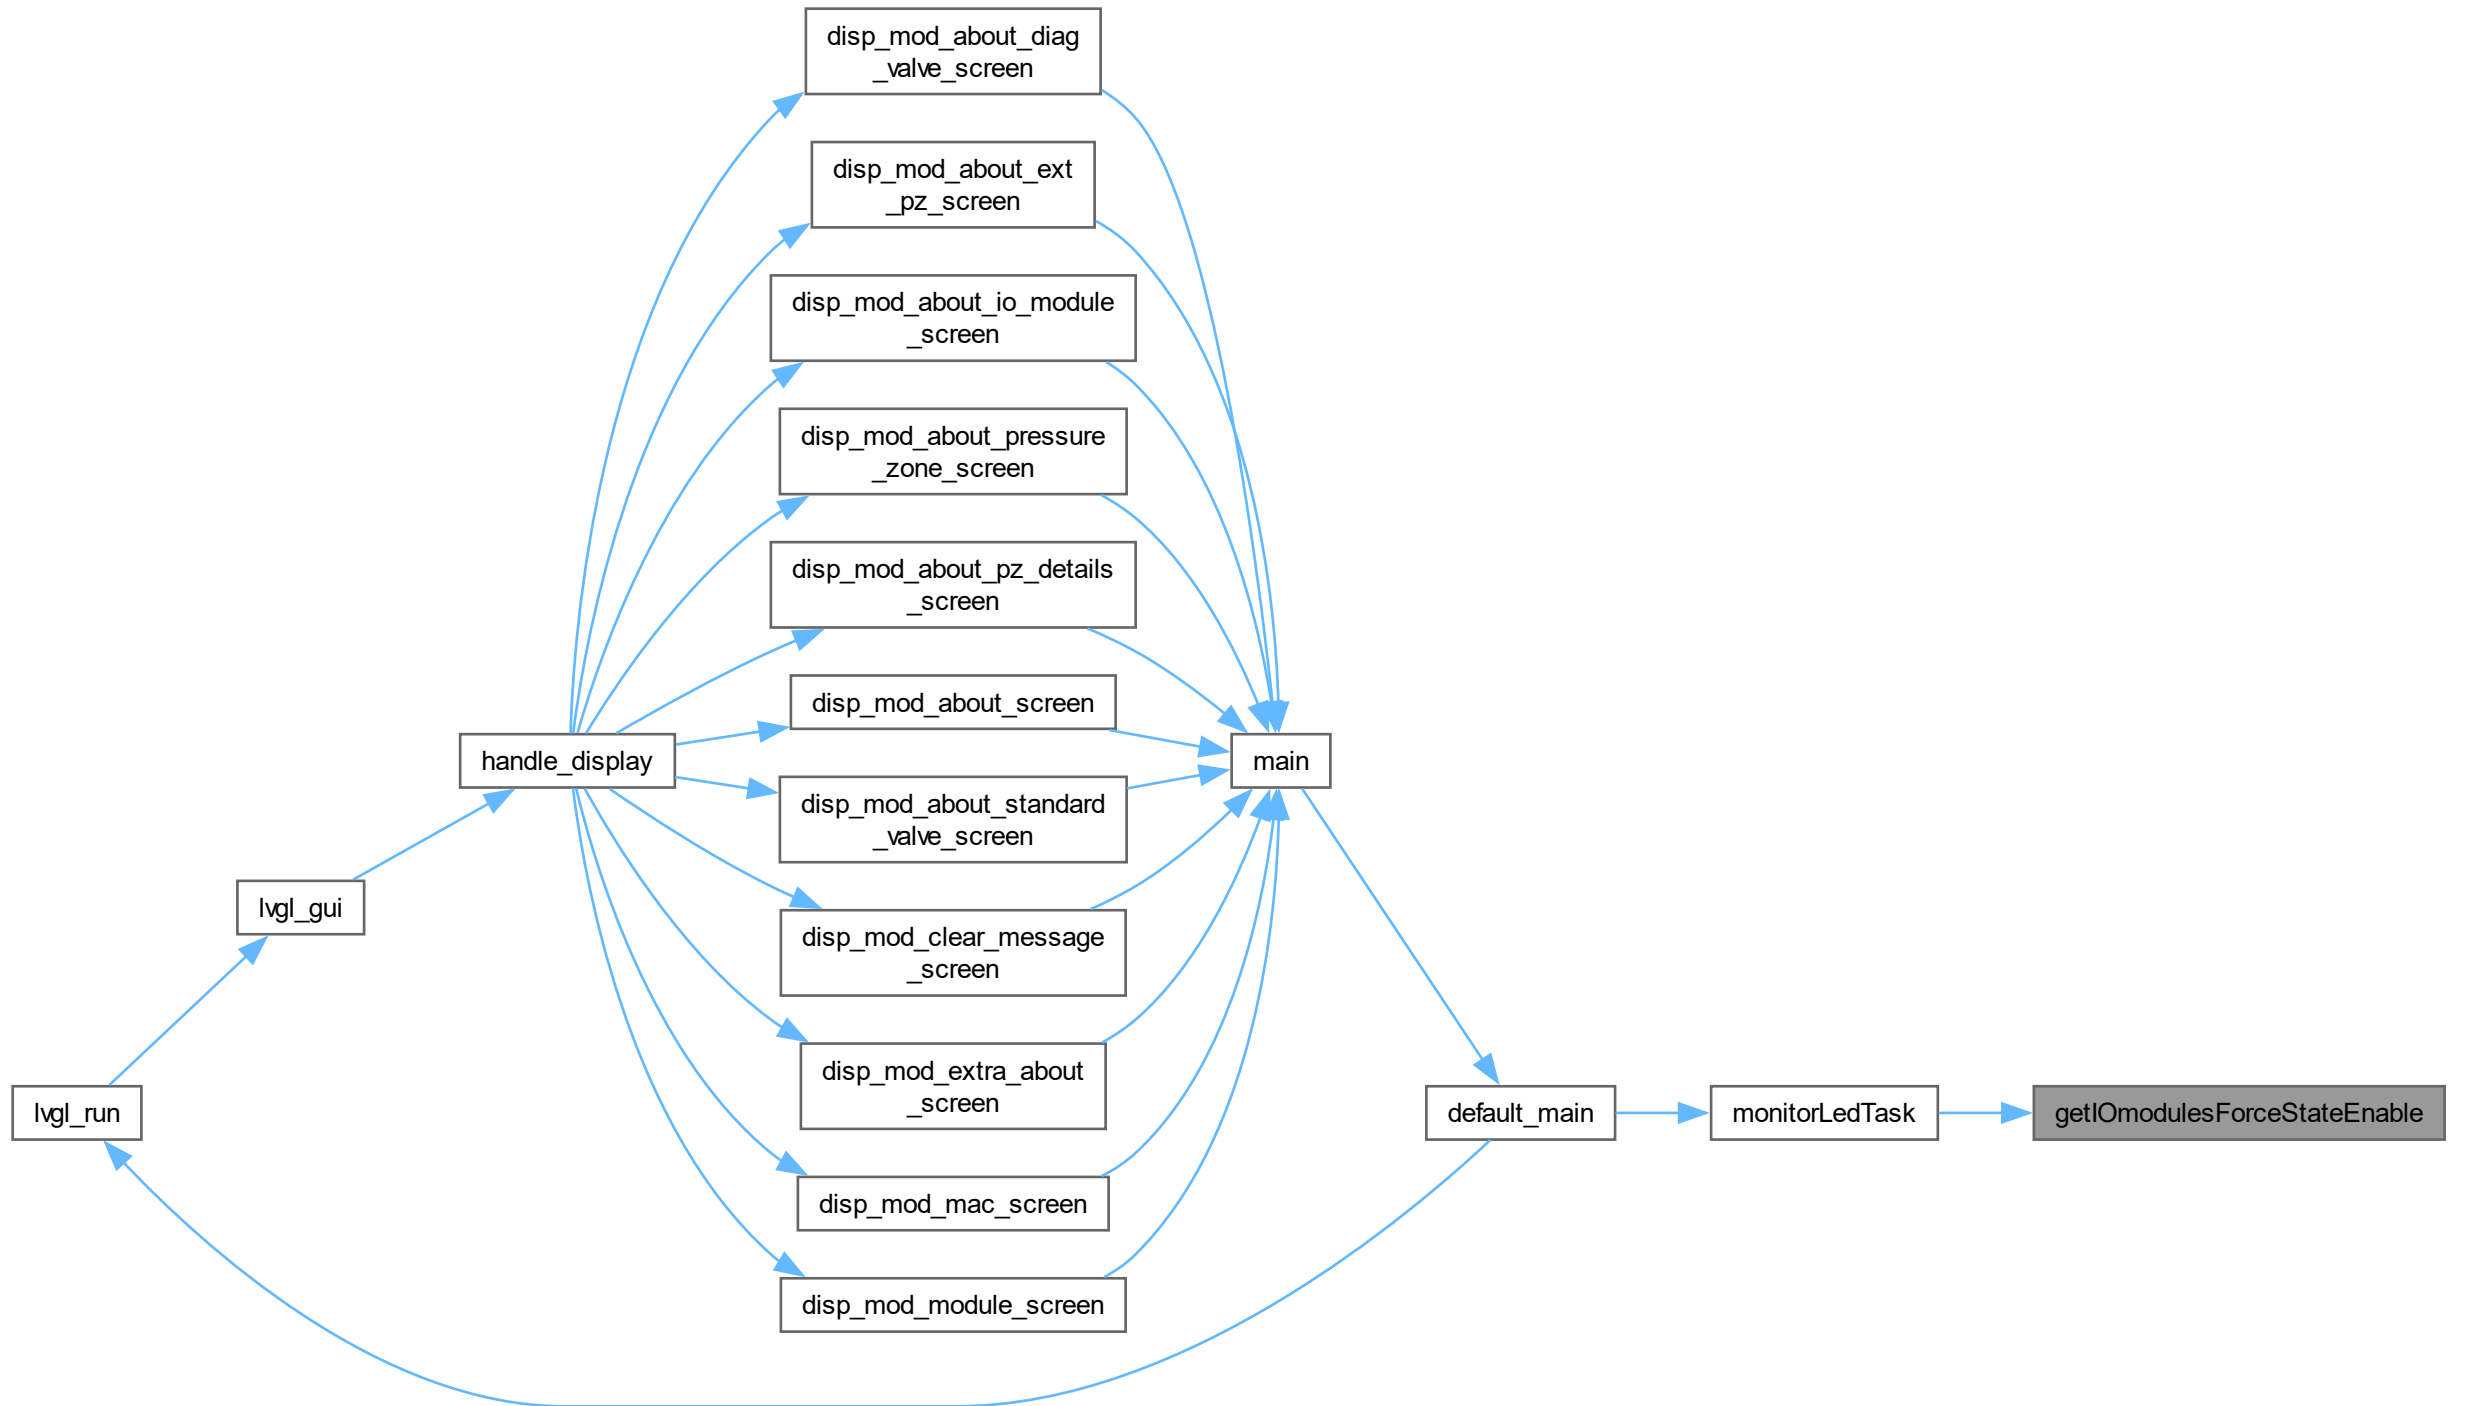 disp_mod_about_diag
_valve_screen
disp_mod_about_ext
_pz_screen
disp_mod_about_io_module
_screen
disp_mod_about_pressure
_zone_screen
disp_mod_about_pz_details
_screen
disp_mod_about_screen
handle_display
main
disp_mod_about_standard
_valve_screen
lvgl_gui
disp_mod_clear_message
_screen
disp_mod_extra_about
_screen
lvgl_run
default_main
monitorLedTask
getIOmodulesForceStateEnable
disp_mod_mac_screen
disp_mod_module_screen